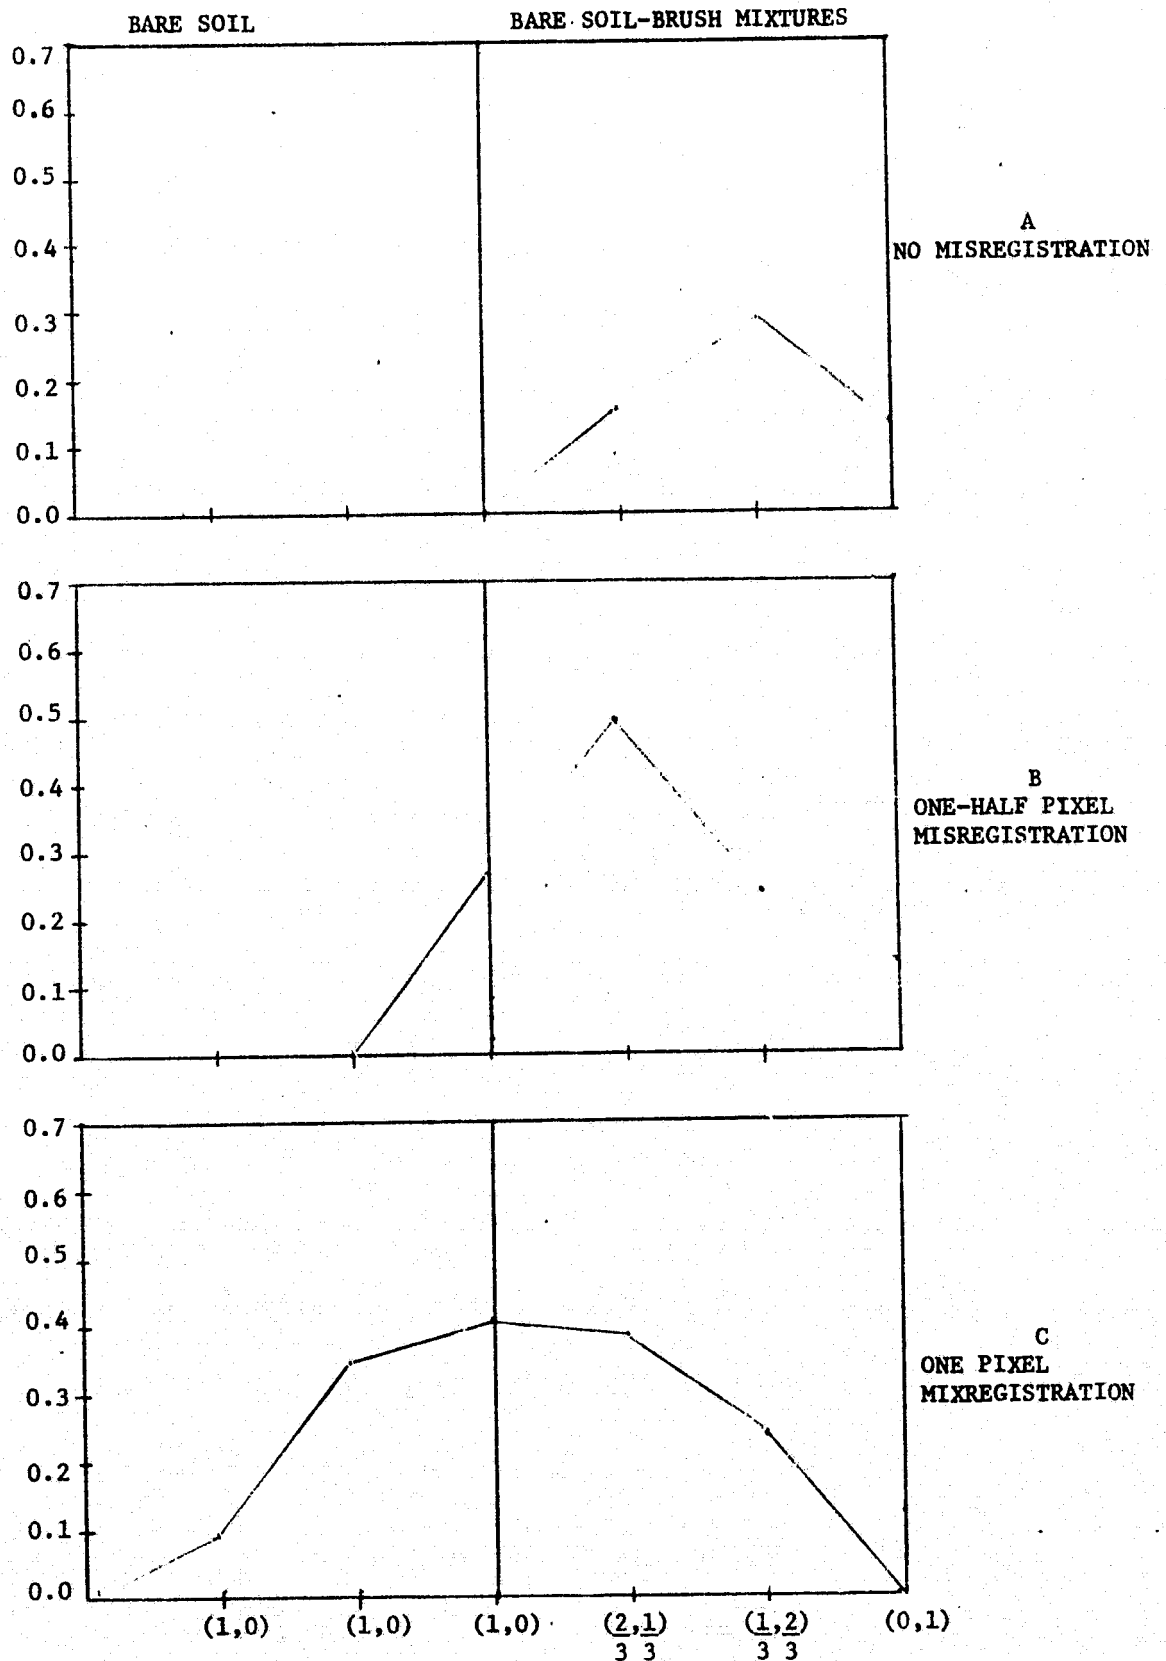 BARE SOIL
BARE SOIL-BRUSH MIXTURES
0.7
0.6
0.5
0.4
0.3
0.2
0.1
0.0
A
NO MISREGISTRATION
0.7
0.6
0.5
0.4
0.3
0.2
0.1
0.0
B
ONE-HALF PIXEL
MISREGISTRATION
0.7
0.6
0.5
0.4
0.3
0.2
0.1
0.0
C
ONE PIXEL
MIXREGISTRATION
(1,0) (1,0) (1,0) (2,1) (1,2) (0,1)
3 3 3 3